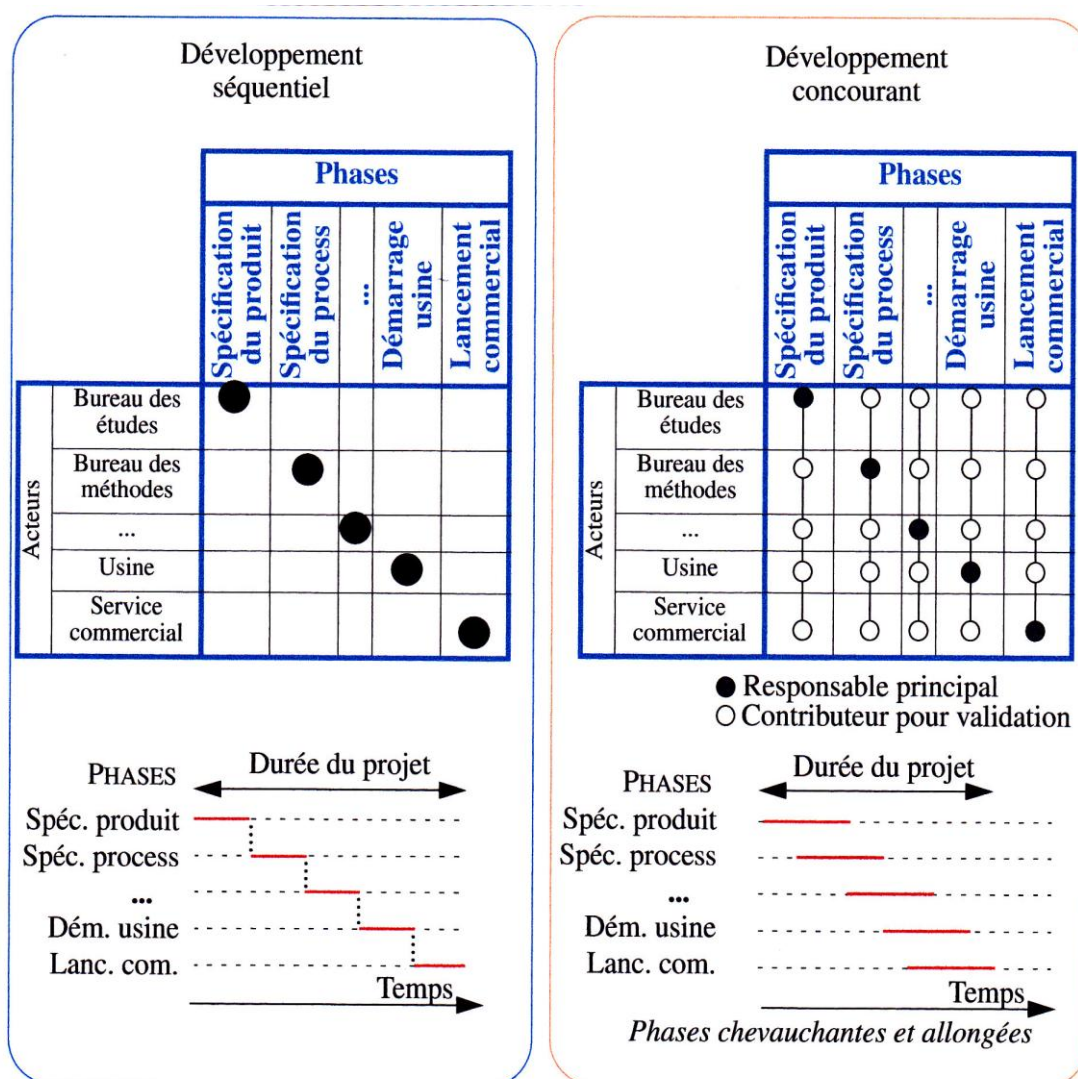 Développement
séquentiel
Phases
Spécification
du produit
Spécification
du process
...
Démarrage
usine
Lancement
commercial
Acteurs
Bureau des
études
Bureau des
méthodes
...
Usine
Service
commercial
PHASES
Durée du projet
Spéc. produit
Spéc. process
...
Dém. usine
Lanc. com.
Temps
Développement
concourant
Phases
Spécification
du produit
Spécification
du process
...
Démarrage
usine
Lancement
commercial
Acteurs
Bureau des
études
Bureau des
méthodes
...
Usine
Service
commercial
Responsable principal
Contributeur pour validation
PHASES
Durée du projet
Spéc. produit
Spéc. process
...
Dém. usine
Lanc. com.
Temps
Phases chevauchantes et allongées